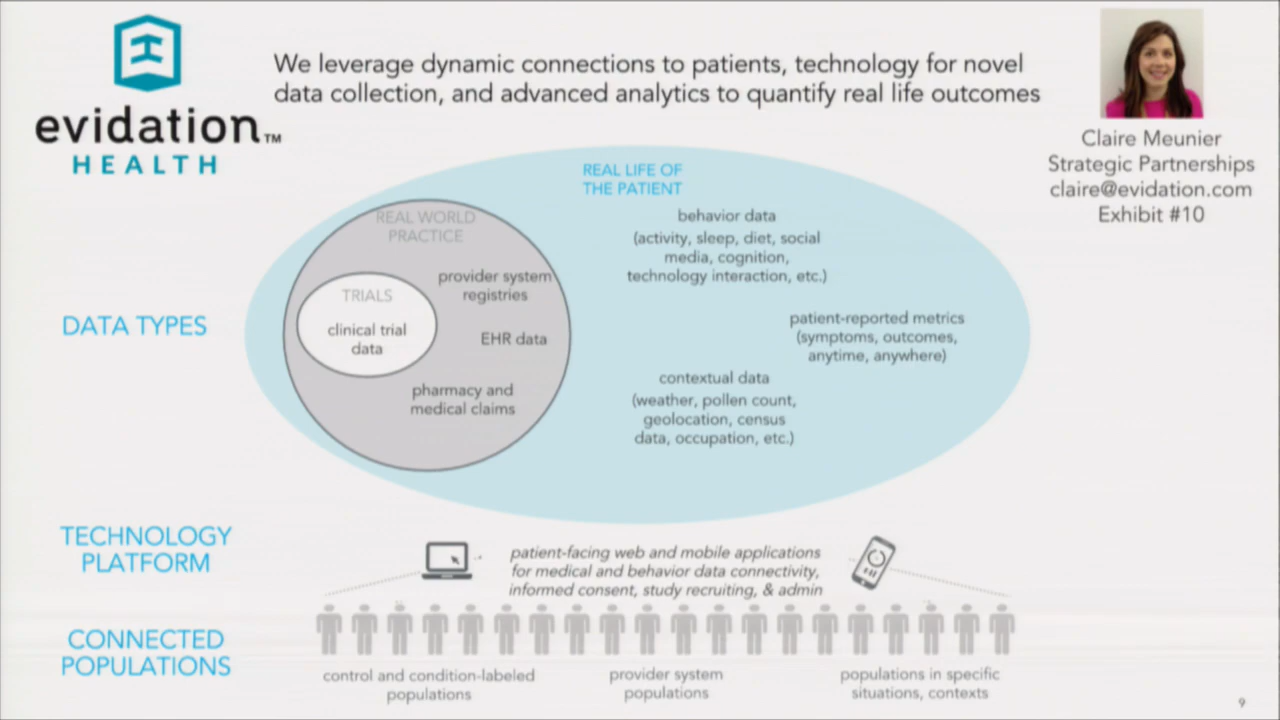 We leverage dynamic connections to patients, technology for novel
data collection, and advanced analytics to quantify real life outcomes
evidation™
HEALTH
Claire Meunier
Strategic Partnerships
claire@evidation.com
Exhibit #10
REAL LIFE OF
THE PATIENT
REAL WORLD
PRACTICE
behavior data
(activity, sleep, diet, social
media, cognition,
technology interaction, etc.)
provider system
registries
TRIALS
clinical trial
data
EHR data
pharmacy and
medical claims
patient-reported metrics
(symptoms, outcomes,
anytime, anywhere)
contextual data
(weather, pollen count,
geolocation, census
data, occupation, etc.)
DATA TYPES
TECHNOLOGY
PLATFORM
patient-facing web and mobile applications
for medical and behavior data connectivity,
informed consent, study recruiting, & admin
CONNECTED
POPULATIONS
control and condition-labeled
populations
provider system
populations
populations in specific
situations, contexts
9